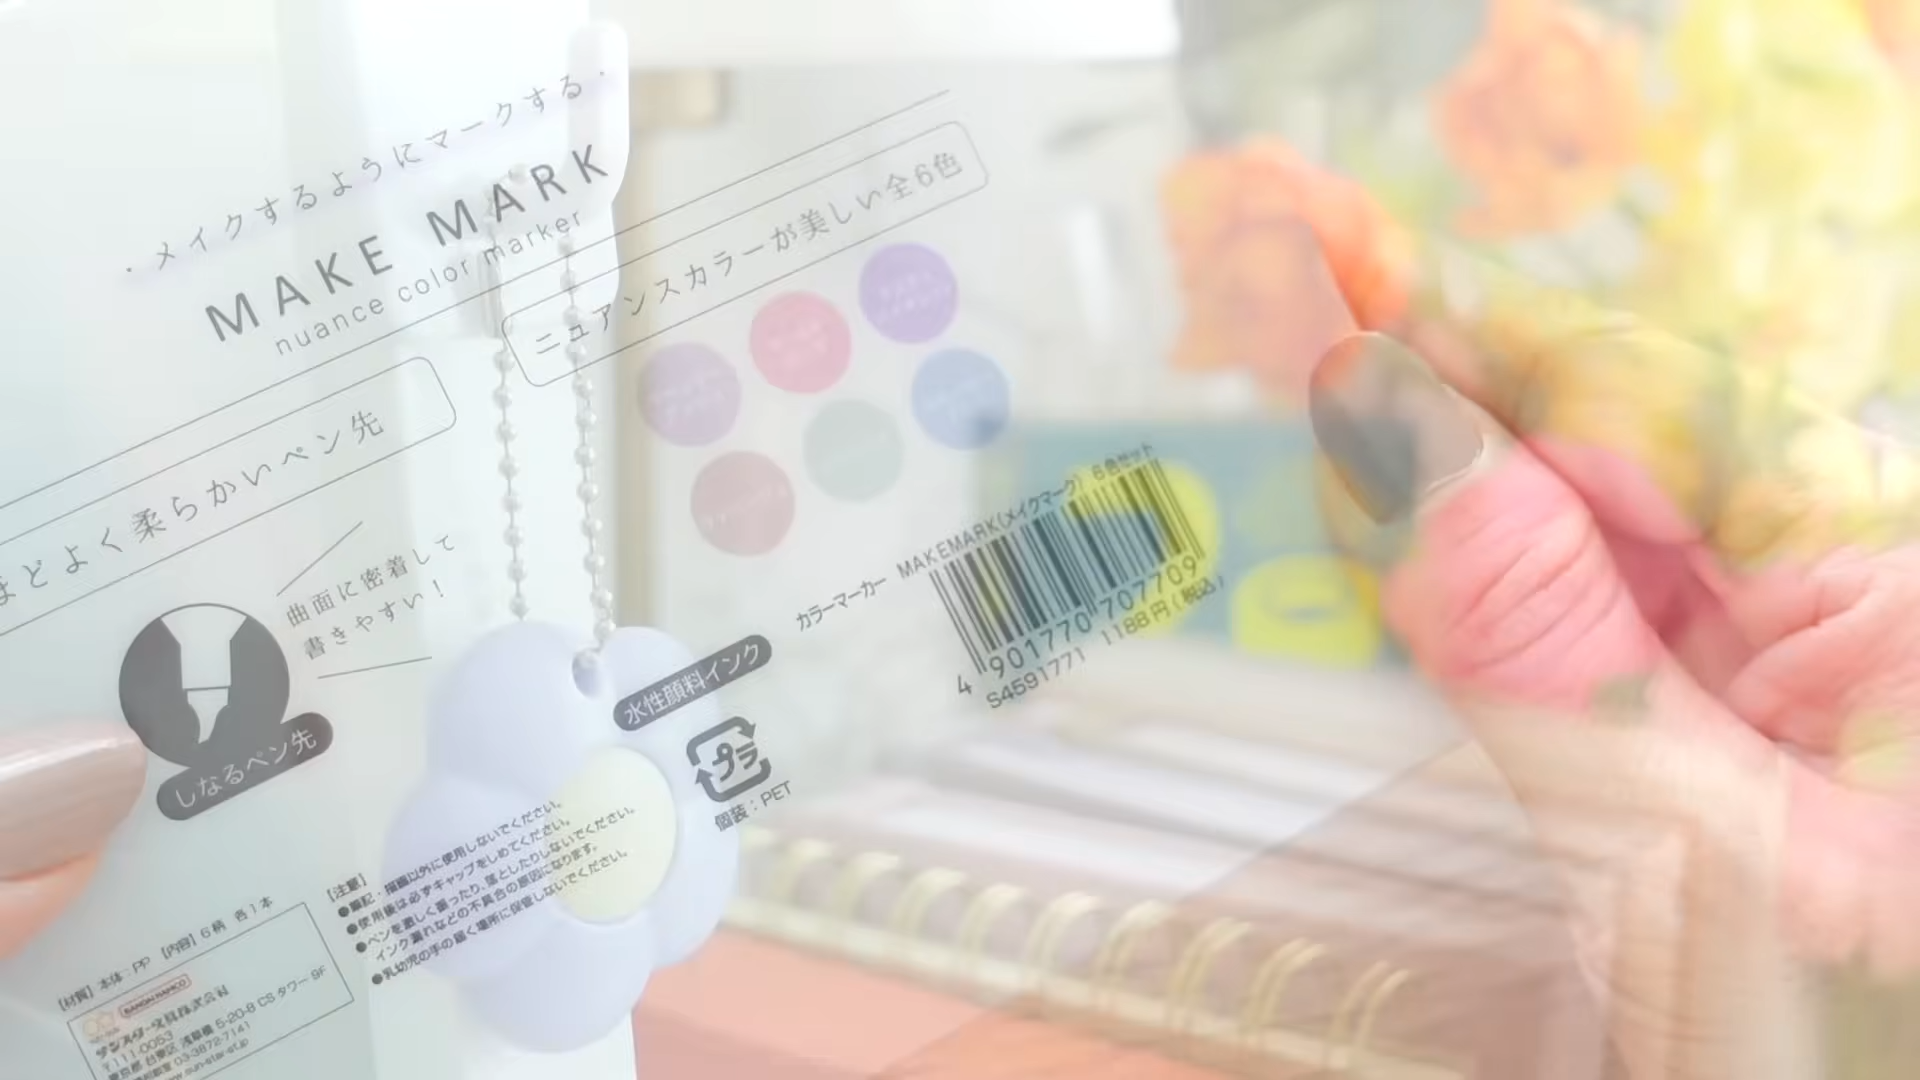 ・メイクするようにマークする・
MAKE MARK
nuance color marker
ニュアンスカラーが美しい全6色
ほどよく柔らかいペン先
曲面に密着して
書きやすい！
しなるペン先
カラーマーカー MAKEMARK(メイクマーク) 6色セット
4 901770 707709
S4591771 1188円(税込)
水性顔料インク
プラ
個装：PET
【注意】
●筆記・描画以外に使用しないでください。
●使用後は必ずキャップをしめてください。
●ペンを激しく振ったり、落としたりしないでください。
インク漏れなどの不具合の原因になります。
●乳幼児の手の届く場所に保管しないでください。
【材質】本体：PP 【内容】6柄 各1本
BANDAI NAMCO
サンスター文具株式会社
〒111-0053
東京都 台東区 浅草橋 5-20-8 CSタワー 9F
03-3872-7141
www.sun-star-st.jp